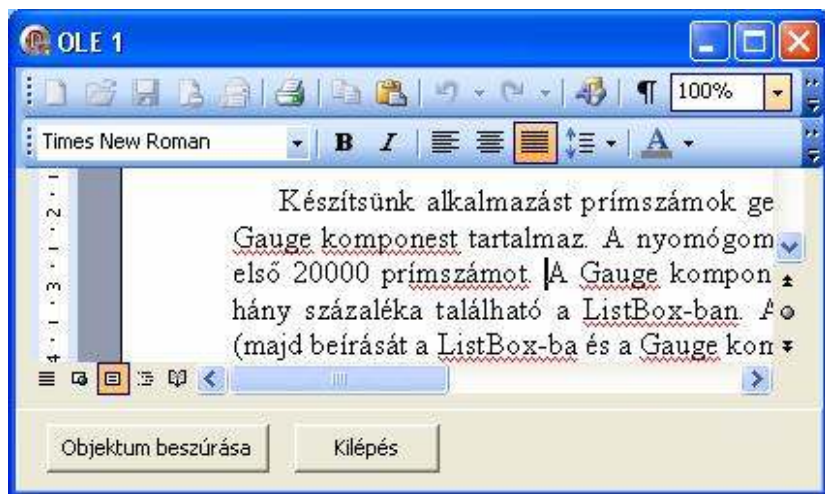 OLE 1
100%
Times New Roman
B I A
Készítsünk alkalmazást prímszámok ge
Gauge komponest tartalmaz. A nyomógom
első 20000 prímszámot. A Gauge kompon
hány százaléka található a ListBox-ban. A
(majd beírását a ListBox-ba és a Gauge kom
Objektum beszúrása Kilépés